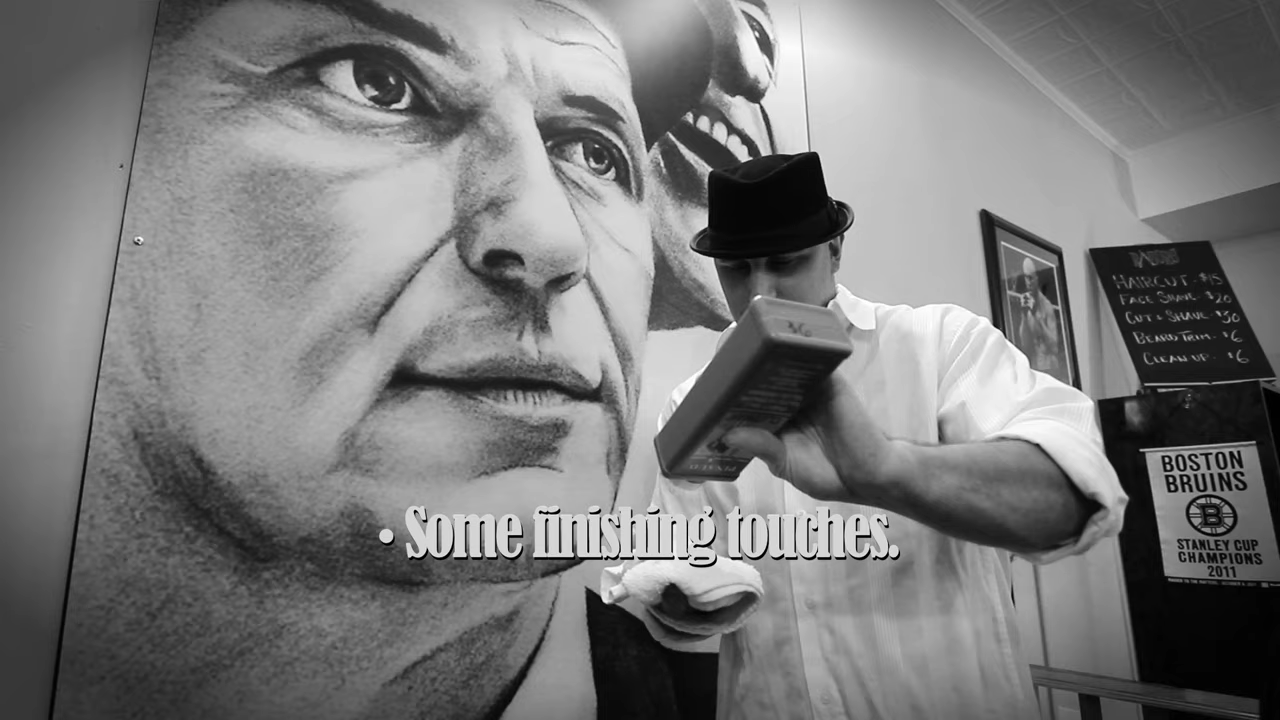 • Some finishing touches.
HAIRCUT - $15
FACE SHAVE - $20
CUT & SHAVE - $30
BEARD TRIM - $6
CLEAN UP - $6
BOSTON
BRUINS
B
STANLEY CUP
CHAMPIONS
2011